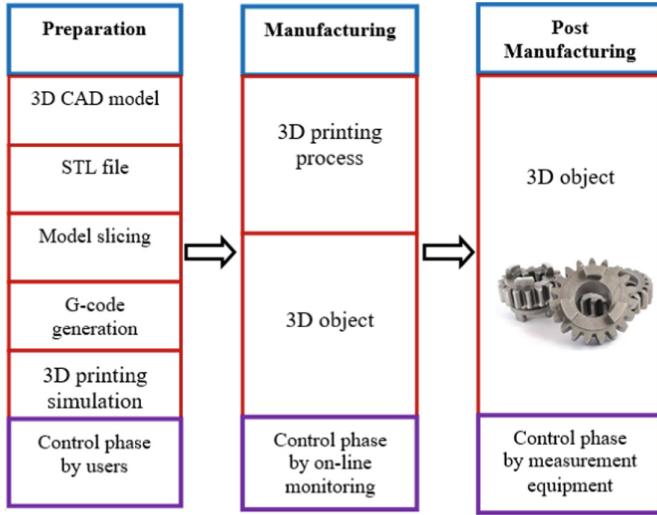 Preparation
3D CAD model
STL file
Model slicing
G-code
generation
3D printing
simulation
Control phase
by users
Manufacturing
3D printing
process
3D object
Control phase
by on-line
monitoring
Post
Manufacturing
3D object
Control phase
by measurement
equipment